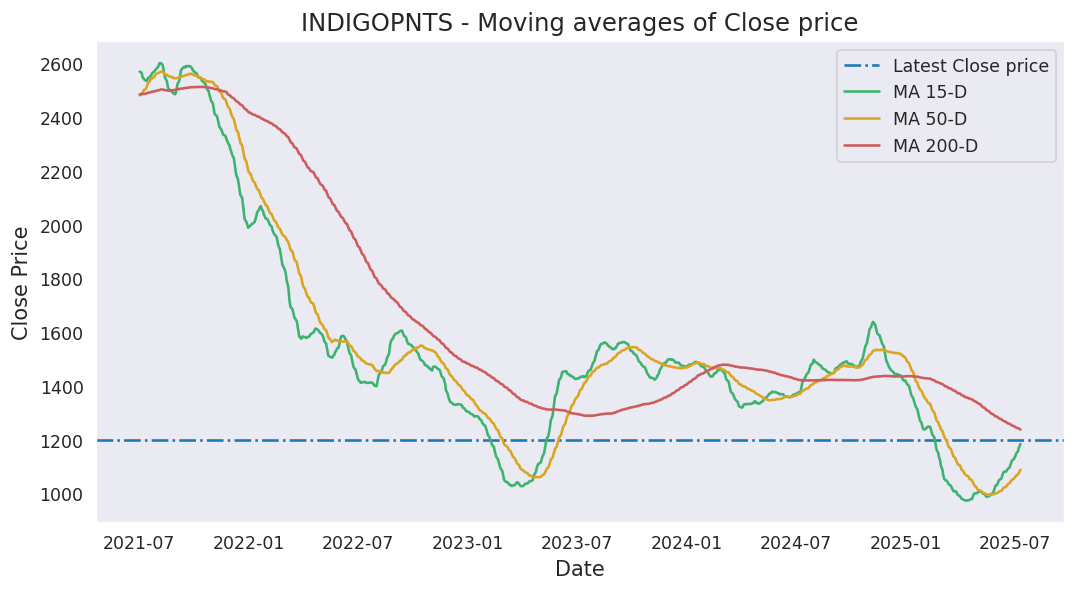 INDIGOPNTS - Moving averages of Close price
Latest Close price
MA 15-D
MA 50-D
MA 200-D
Close Price
2600
2400
2200
2000
1800
1600
1400
1200
1000
2021-07 2022-01 2022-07 2023-01 2023-07 2024-01 2024-07 2025-01 2025-07
Date